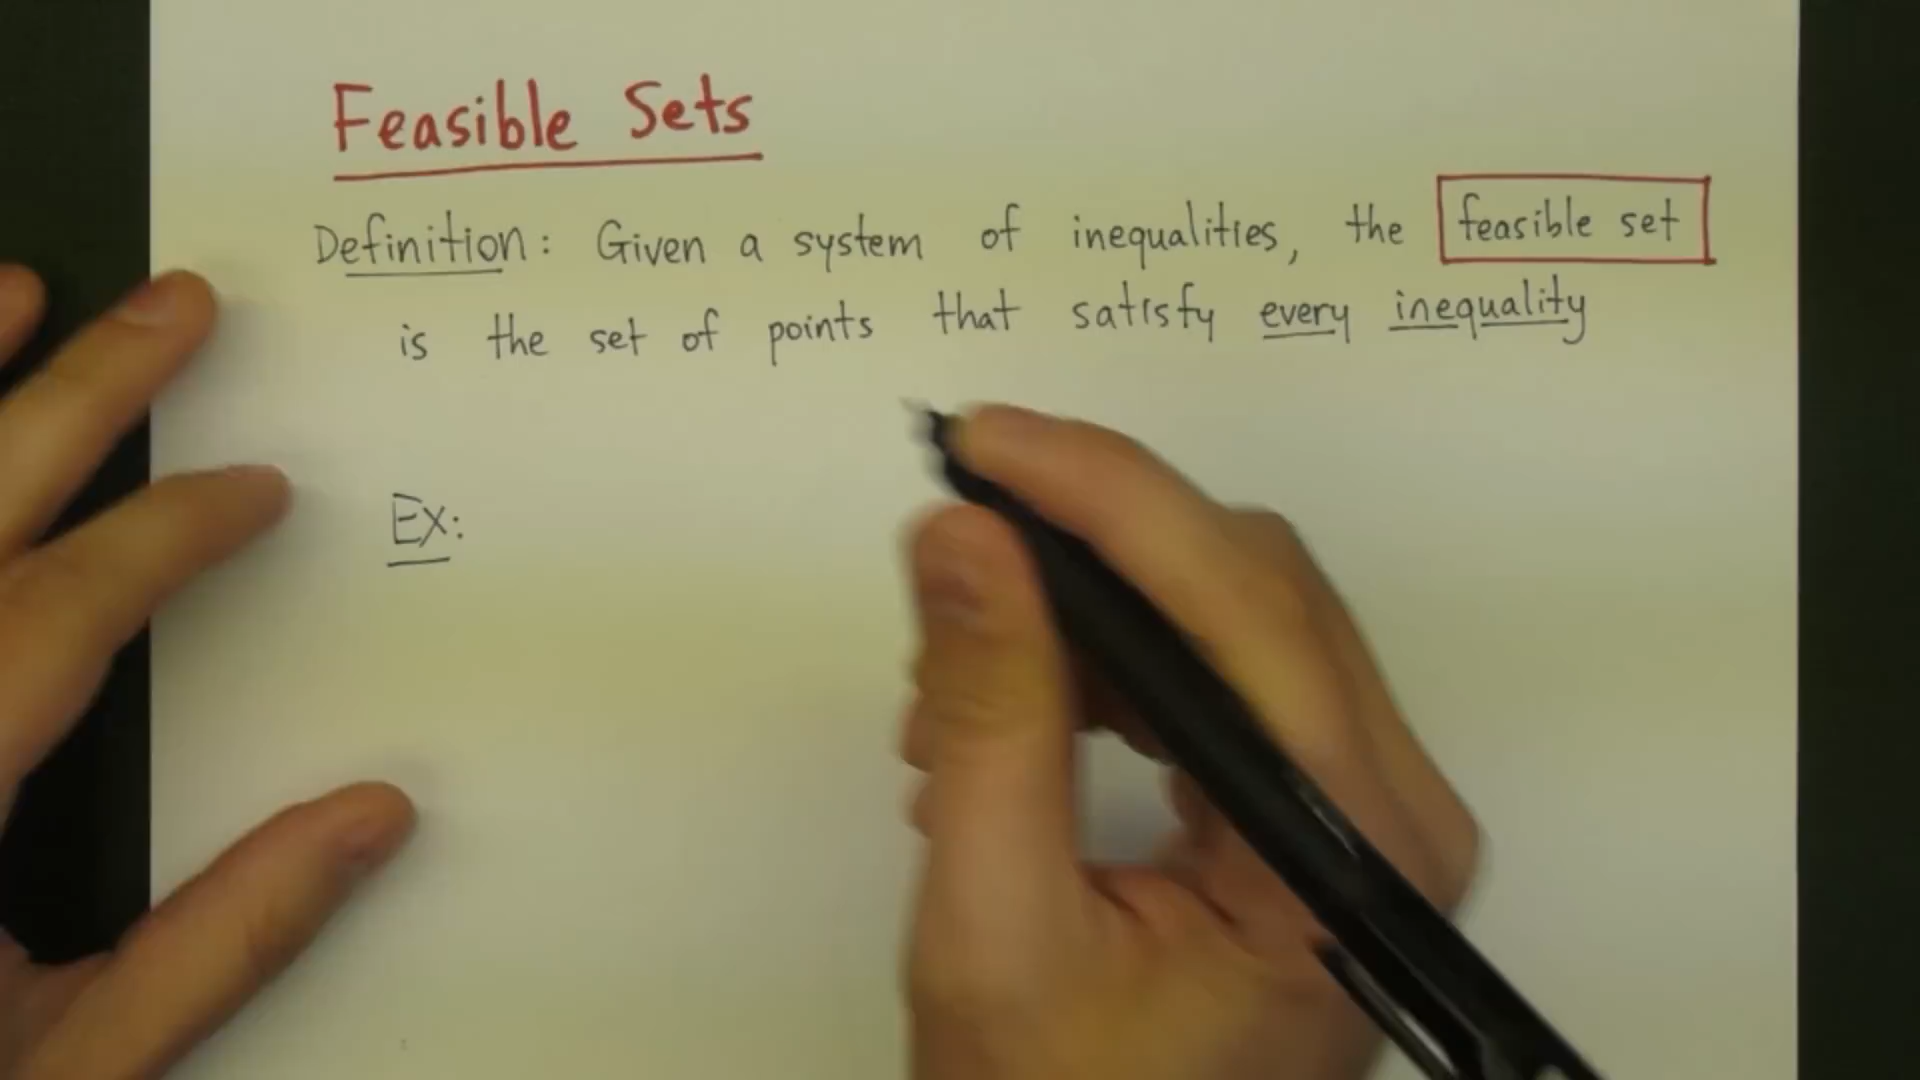 Feasible Sets
Definition: Given a system of inequalities, the feasible set
is the set of points that satisfy every inequality
Ex: